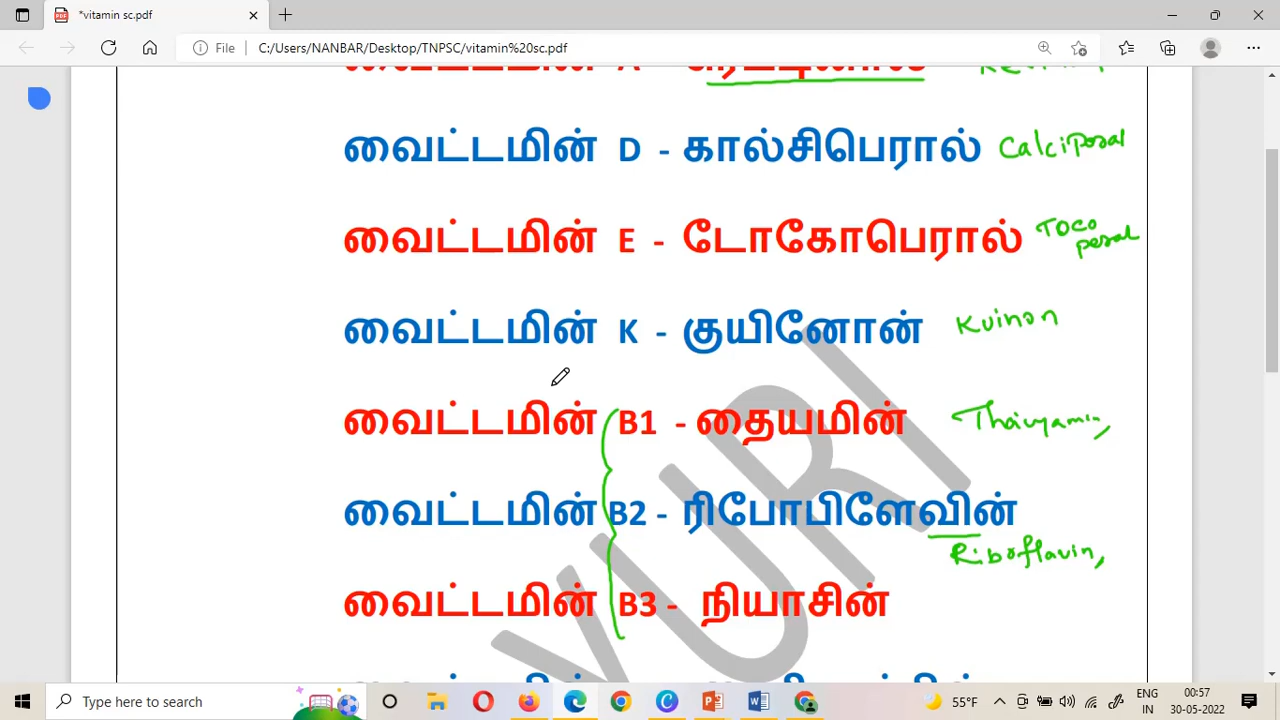 *vitamin sc.pdf
File C:/Users/NANBAR/Desktop/TNPSC/vitamin%20sc.pdf
வைட்டமின் D - கால்சிபெரால் Calciperal
வைட்டமின் E - டோகோபெரால் Toco peral
வைட்டமின் K - குயினோன் Kuinon
வைட்டமின் B1 - தையமின் Thaiyamin,
வைட்டமின் B2 - ரிபோபிளேவின்
Riboflavin,
வைட்டமின் B3 - நியாசின்
YURI
Type here to search 55°F ENG 00:37
IN 30-05-2022